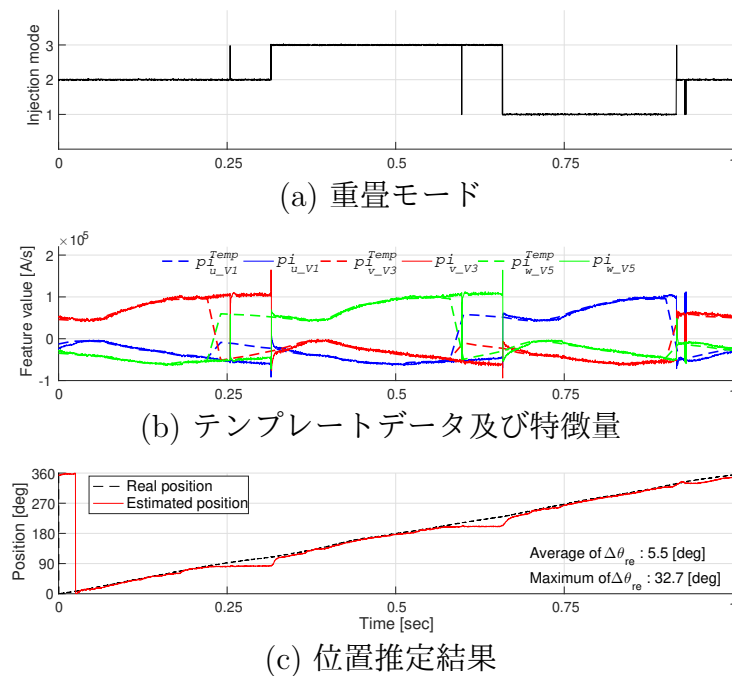 Injection mode
3
2
1
0 0.25 0.5 0.75 1
(a) 重畳モード
×10⁵
pi^Temp_u_V1 pi_u_V1 pi^Temp_v_V3 pi_v_V3 pi^Temp_w_V5 pi_w_V5
Feature value [A/s]
2
1
0
-1
0 0.25 0.5 0.75 1
(b) テンプレートデータ及び特徴量
Position [deg]
360
270
180
90
0
Real position
Estimated position
Average of Δθ_re : 5.5 [deg]
Maximum of Δθ_re : 32.7 [deg]
0 0.25 0.5 0.75 1
Time [sec]
(c) 位置推定結果